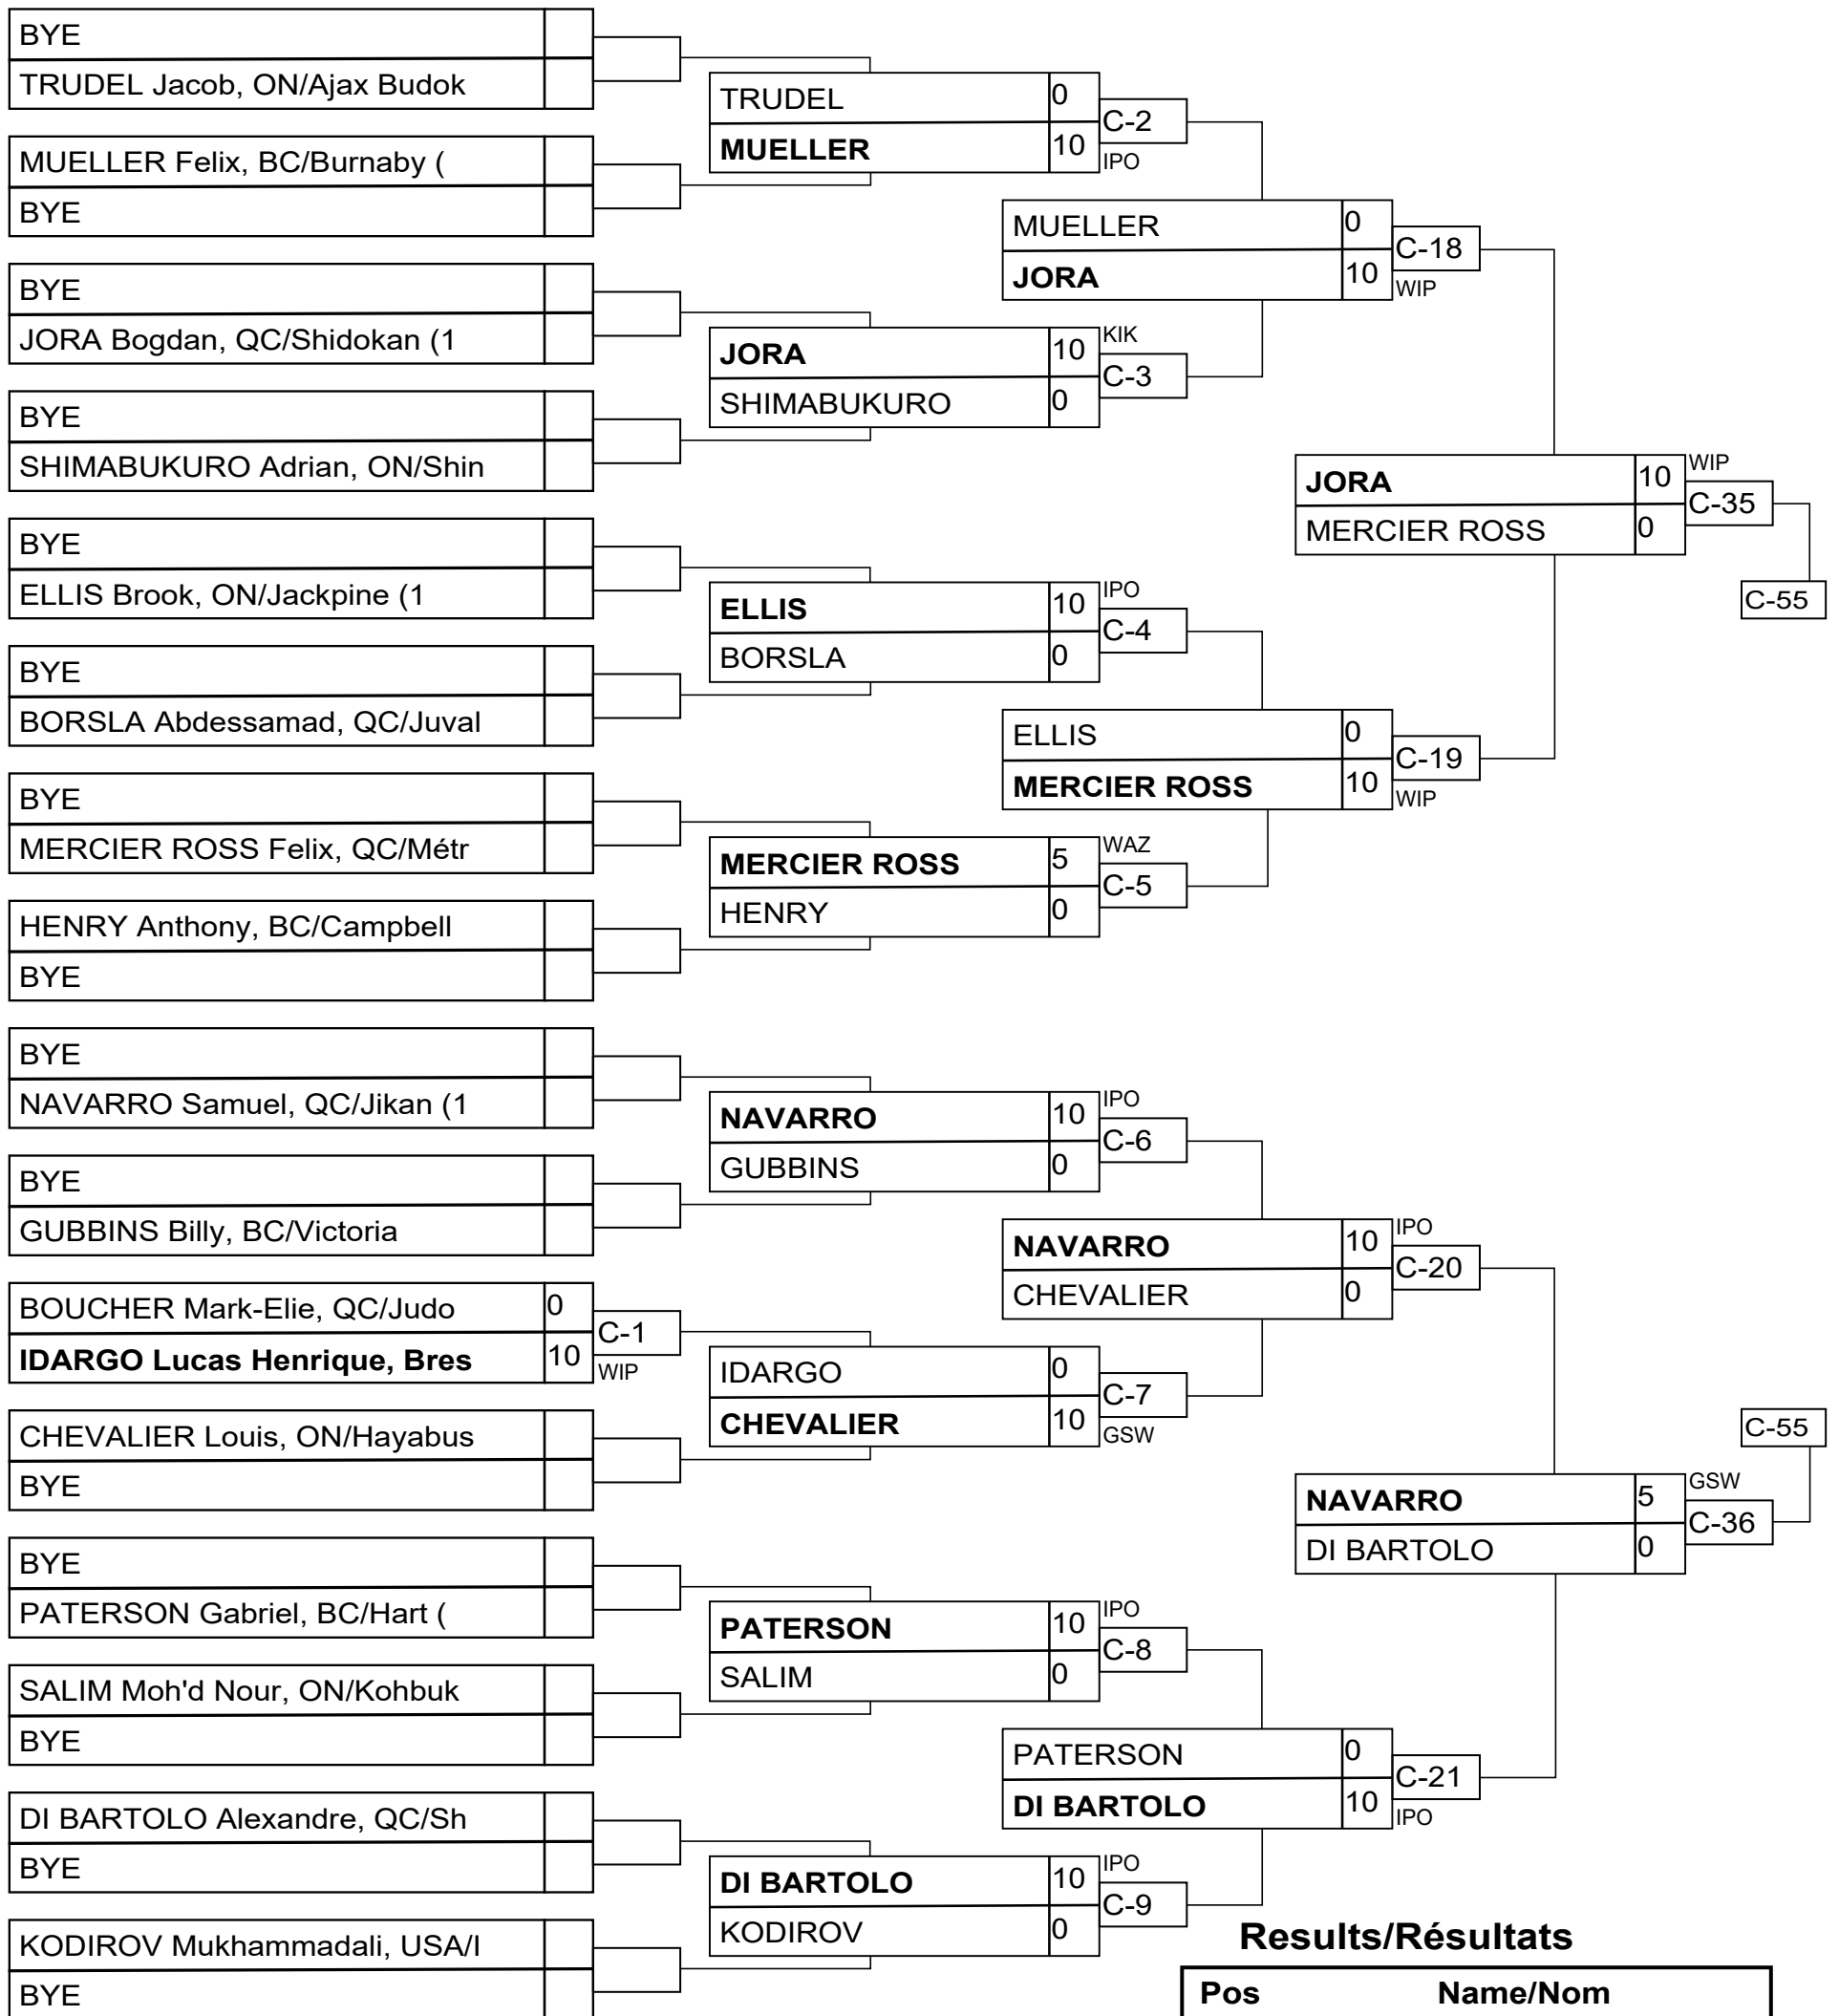 BYE
TRUDEL Jacob, ON/Ajax Budok
MUELLER Felix, BC/Burnaby (
BYE
BYE
JORA Bogdan, QC/Shidokan (1
BYE
SHIMABUKURO Adrian, ON/Shin
BYE
ELLIS Brook, ON/Jackpine (1
BYE
BORSLA Abdessamad, QC/Juval
BYE
MERCIER ROSS Felix, QC/Métr
HENRY Anthony, BC/Campbell
BYE
BYE
NAVARRO Samuel, QC/Jikan (1
BYE
GUBBINS Billy, BC/Victoria
BOUCHER Mark-Elie, QC/Judo 0
C-1
IDARGO Lucas Henrique, Bres 10
WIP
CHEVALIER Louis, ON/Hayabus
BYE
BYE
PATERSON Gabriel, BC/Hart (
SALIM Moh'd Nour, ON/Kohbuk
BYE
DI BARTOLO Alexandre, QC/Sh
BYE
KODIROV Mukhammadali, USA/I
BYE
TRUDEL 0
C-2
MUELLER 10
IPO
JORA 10
KIK
C-3
SHIMABUKURO 0
ELLIS 10
IPO
C-4
BORSLA 0
MERCIER ROSS 5
WAZ
C-5
HENRY 0
NAVARRO 10
IPO
C-6
GUBBINS 0
IDARGO 0
C-7
CHEVALIER 10
GSW
PATERSON 10
IPO
C-8
SALIM 0
DI BARTOLO 10
IPO
C-9
KODIROV 0
MUELLER 0
C-18
JORA 10
WIP
ELLIS 0
C-19
MERCIER ROSS 10
WIP
NAVARRO 10
IPO
C-20
CHEVALIER 0
PATERSON 0
C-21
DI BARTOLO 10
IPO
JORA 10
WIP
C-35
MERCIER ROSS 0
C-55
C-55
NAVARRO 5
GSW
C-36
DI BARTOLO 0
Results/Résultats
Pos Name/Nom